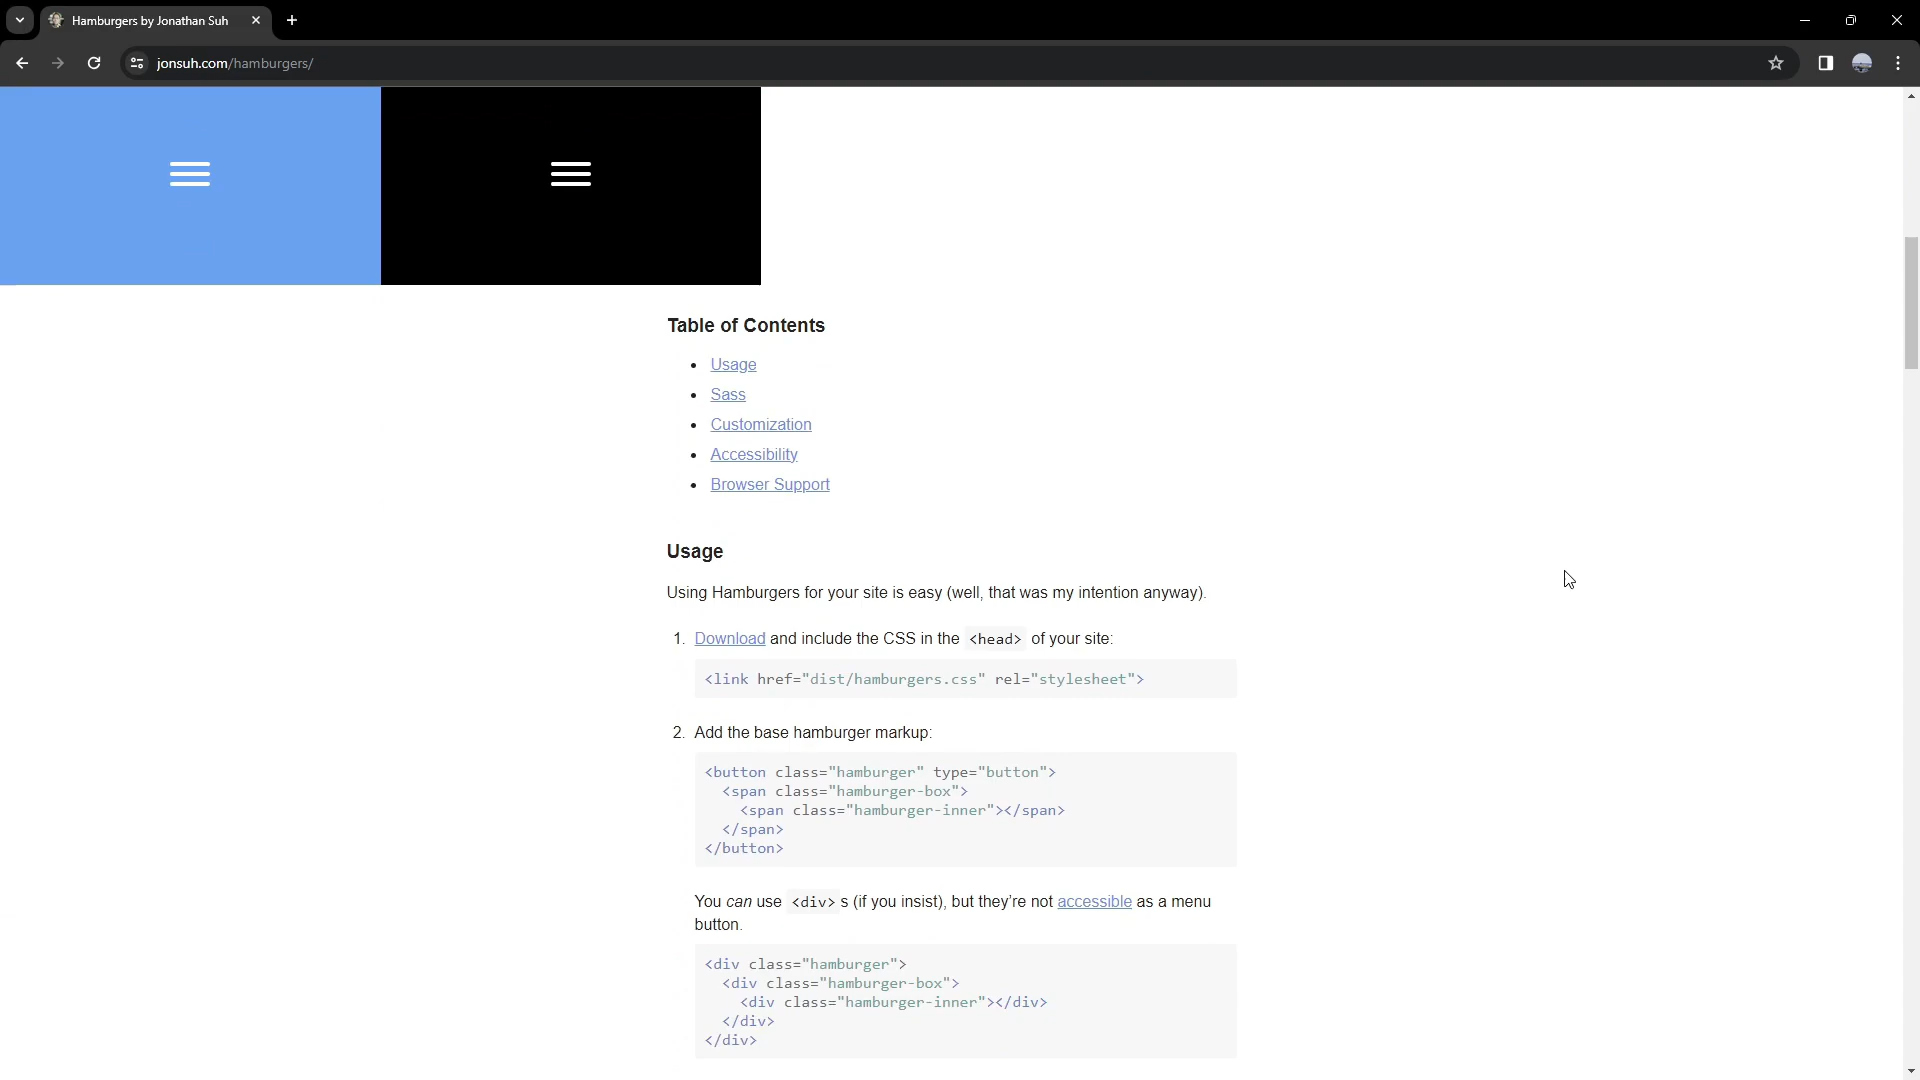 Hamburgers by Jonathan Suh
jonsuh.com/hamburgers/
Table of Contents
Usage
Sass
Customization
Accessibility
Browser Support
Usage
Using Hamburgers for your site is easy (well, that was my intention anyway).
1. Download and include the CSS in the <head> of your site:
<link href="dist/hamburgers.css" rel="stylesheet">
2. Add the base hamburger markup:
<button class="hamburger" type="button">
<span class="hamburger-box">
<span class="hamburger-inner"></span>
</span>
</button>
You can use <div>s (if you insist), but they’re not accessible as a menu
button.
<div class="hamburger">
<div class="hamburger-box">
<div class="hamburger-inner"></div>
</div>
</div>